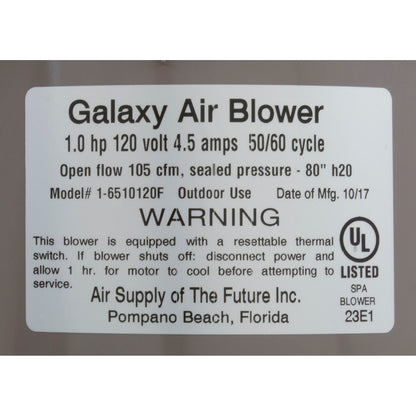 Galaxy Air Blower
1.0 hp 120 volt 4.5 amps 50/60 cycle
Open flow 105 cfm, sealed pressure - 80" h20
Model# 1-6510120F Outdoor Use Date of Mfg. 10/17
WARNING
This blower is equipped with a resettable thermal
switch. If blower shuts off: disconnect power and
allow 1 hr. for motor to cool before attempting to
service.
Air Supply of The Future Inc.
Pompano Beach, Florida
UL
LISTED
SPA
BLOWER
23E1